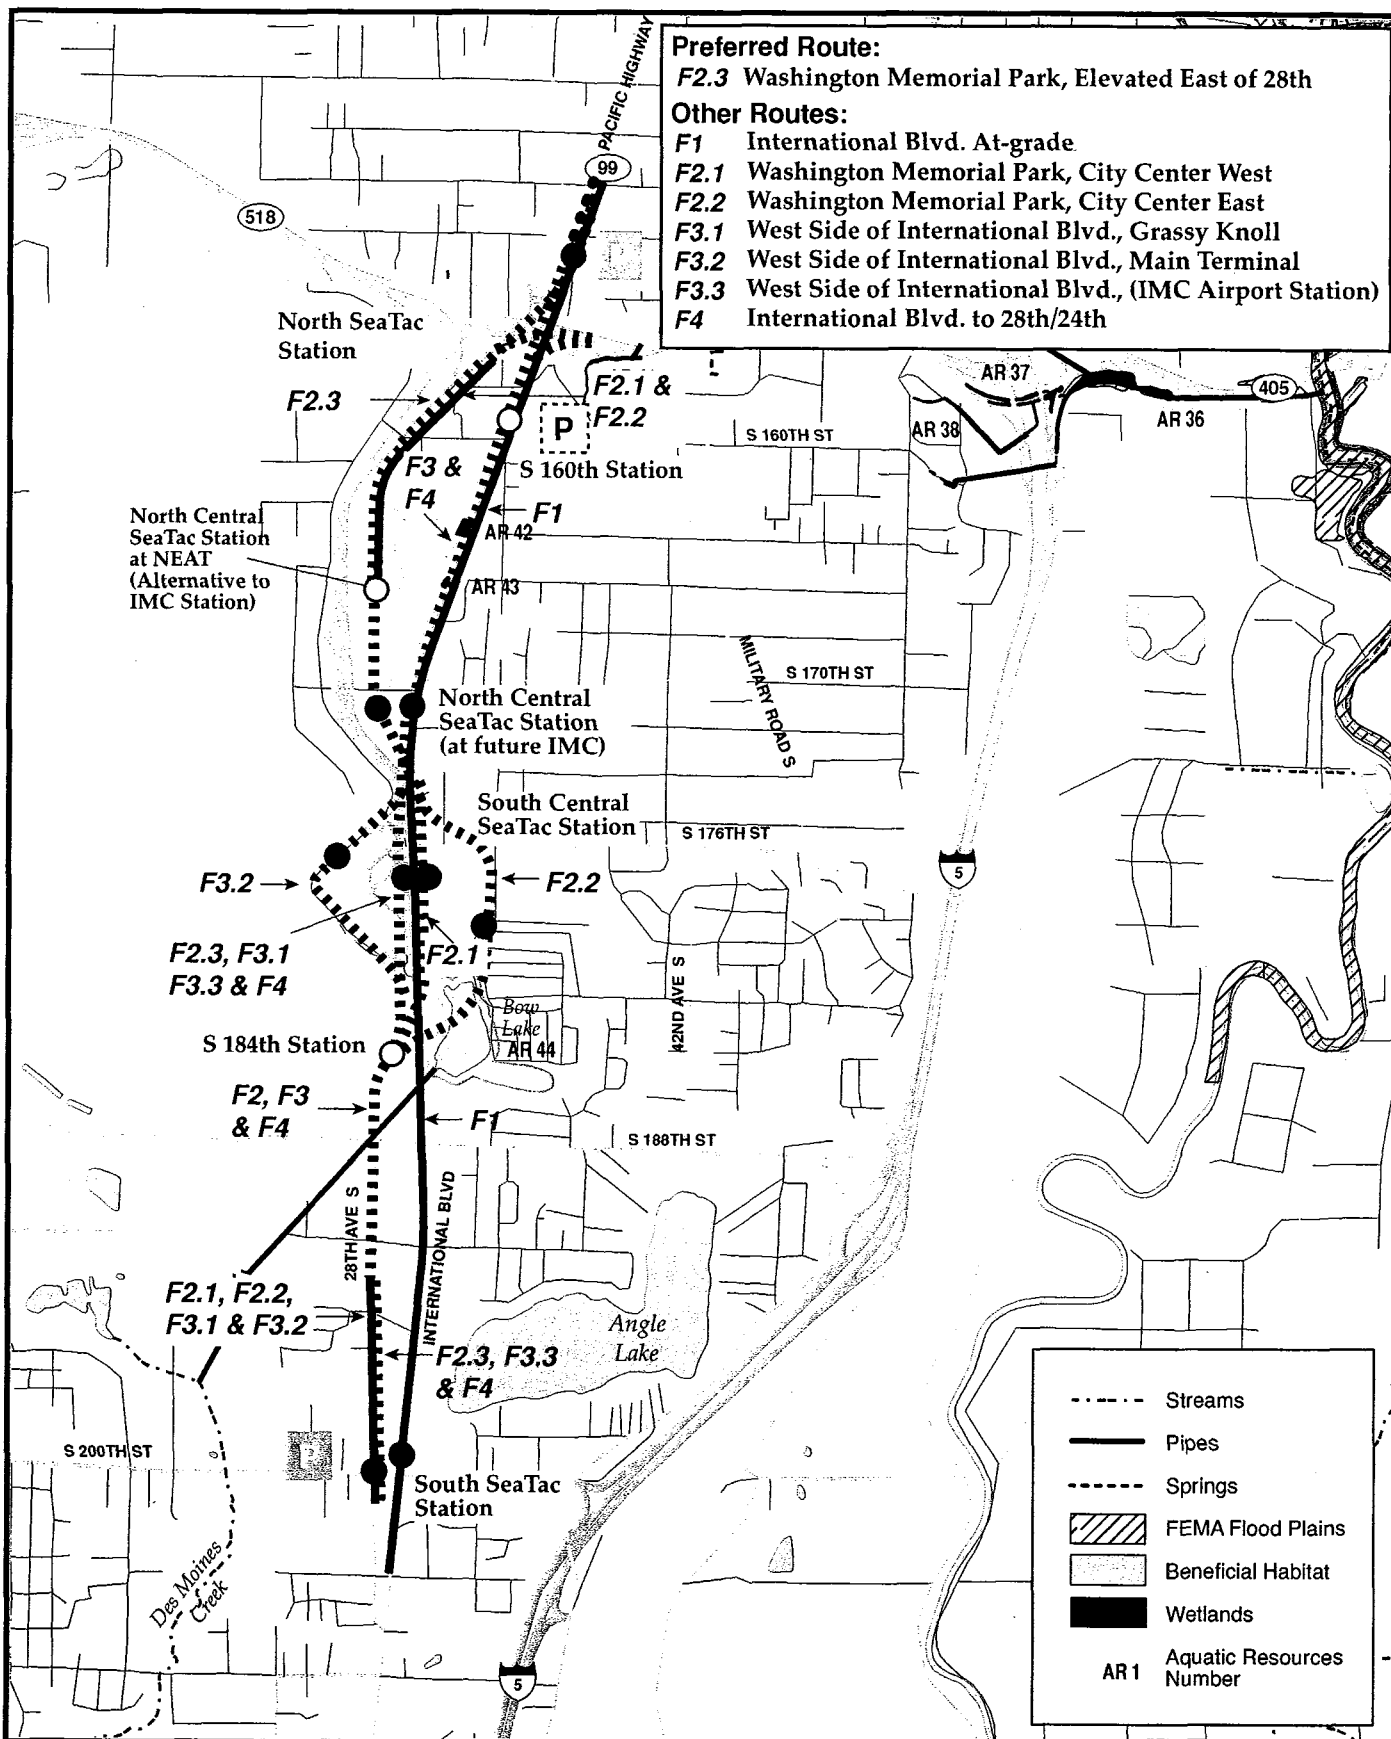 Preferred Route:
F2.3 Washington Memorial Park, Elevated East of 28th
Other Routes:
F1 International Blvd. At-grade
F2.1 Washington Memorial Park, City Center West
F2.2 Washington Memorial Park, City Center East
F3.1 West Side of International Blvd., Grassy Knoll
F3.2 West Side of International Blvd., Main Terminal
F3.3 West Side of International Blvd., (IMC Airport Station)
F4 International Blvd. to 28th/24th
PACIFIC HIGHWAY
99
518
P
North SeaTac
Station
F2.3
F2.1 &
F2.2
P
S 160th Station
F3 &
F4
F1
AR 42
AR 43
S 160TH ST
AR 37
AR 38
AR 36
405
North Central
SeaTac Station
at NEAT
(Alternative to
IMC Station)
MILITARY ROAD S
S 170TH ST
North Central
SeaTac Station
(at future IMC)
South Central
SeaTac Station
S 176TH ST
5
F3.2
F2.2
F2.3, F3.1
F3.3 & F4
F2.1
42ND AVE S
Bow
Lake
AR 44
S 184th Station
F2, F3
& F4
F1
S 188TH ST
28TH AVE S
INTERNATIONAL BLVD
F2.1, F2.2,
F3.1 & F3.2
Angle
Lake
F2.3, F3.3
& F4
S 200TH ST
P
South SeaTac
Station
Des Moines
Creek
5
Streams
Pipes
Springs
FEMA Flood Plains
Beneficial Habitat
Wetlands
AR 1 Aquatic Resources
Number